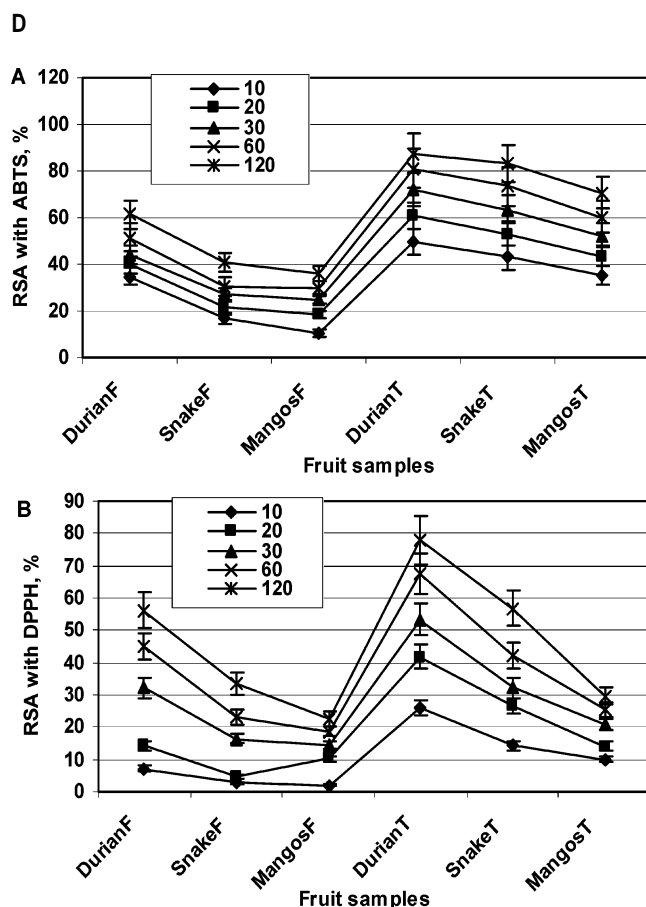 D
A
RSA with ABTS, %
120
100
80
60
40
20
0
10
20
30
60
120
DurianF
SnakeF
MangosF
DurianT
SnakeT
MangosT
Fruit samples
B
RSA with DPPH, %
90
80
70
60
50
40
30
20
10
0
10
20
30
60
120
DurianF
SnakeF
MangosF
DurianT
SnakeT
MangosT
Fruit samples